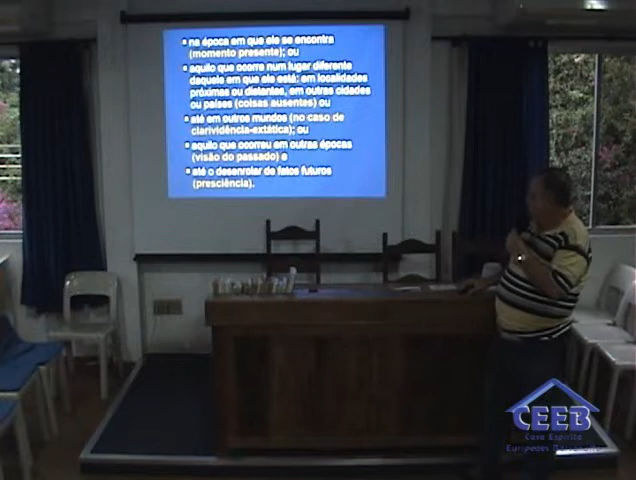 ▪ na época em que ele se encontra
(momento presente); ou
▪ aquilo que ocorre num lugar diferente
daquele em que ele está: em localidades
próximas ou distantes, em outras cidades
ou países (coisas ausentes) ou
▪ até em outros mundos (no caso de
clarividência-extática); ou
▪ aquilo que ocorreu em outras épocas
(visão do passado) e
▪ até o desenrolar de fatos futuros
(presciência).
CEEB
Casa Espírita
Eurípedes